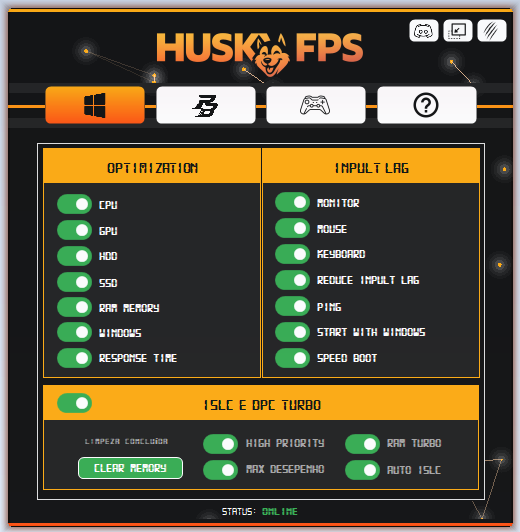 HUSKY FPS
OPTIMIZATION
CPU
GPU
HDD
SSD
RAM MEMORY
WINDOWS
RESPONSE TIME
INPULT LAG
MONITOR
MOUSE
KEYBOARD
REDUCE INPULT LAG
PING
START WITH WINDOWS
SPEED BOOT
ISLC E DPC TURBO
LIMPEZA CONCLUÍDA
CLEAR MEMORY
HIGH PRIORITY
RAM TURBO
MAX DESEPENHO
AUTO ISLC
STATUS: ONLINE